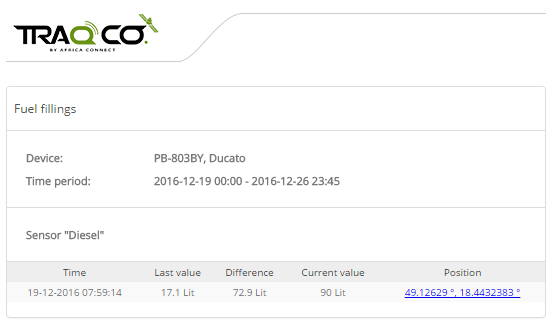 TRAQCO.
BY AFRICA CONNECT
Fuel fillings
Device: PB-803BY, Ducato
Time period: 2016-12-19 00:00 - 2016-12-26 23:45
Sensor "Diesel"
Time Last value Difference Current value Position
19-12-2016 07:59:14 17.1 Lit 72.9 Lit 90 Lit 49.12629 °, 18.4432383 °